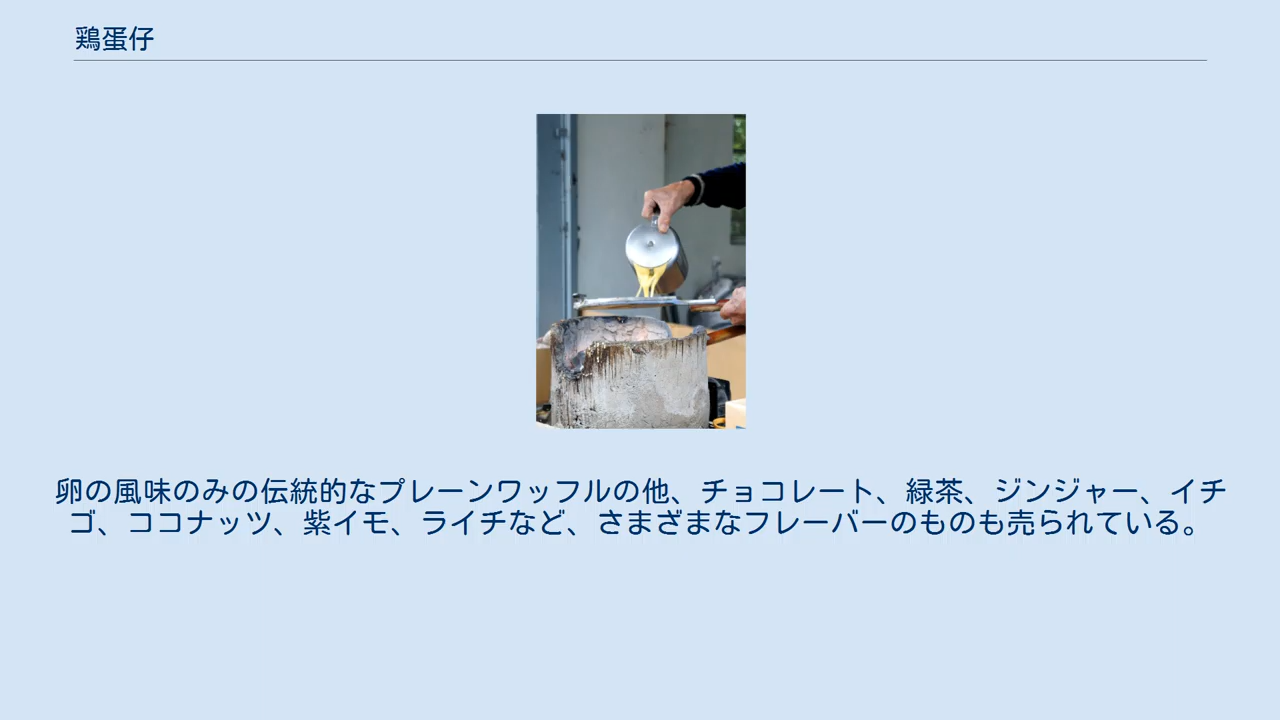 鶏蛋仔
卵の風味のみの伝統的なプレーンワッフルの他、チョコレート、緑茶、ジンジャー、イチ
ゴ、ココナッツ、紫イモ、ライチなど、さまざまなフレーバーのものも売られている。